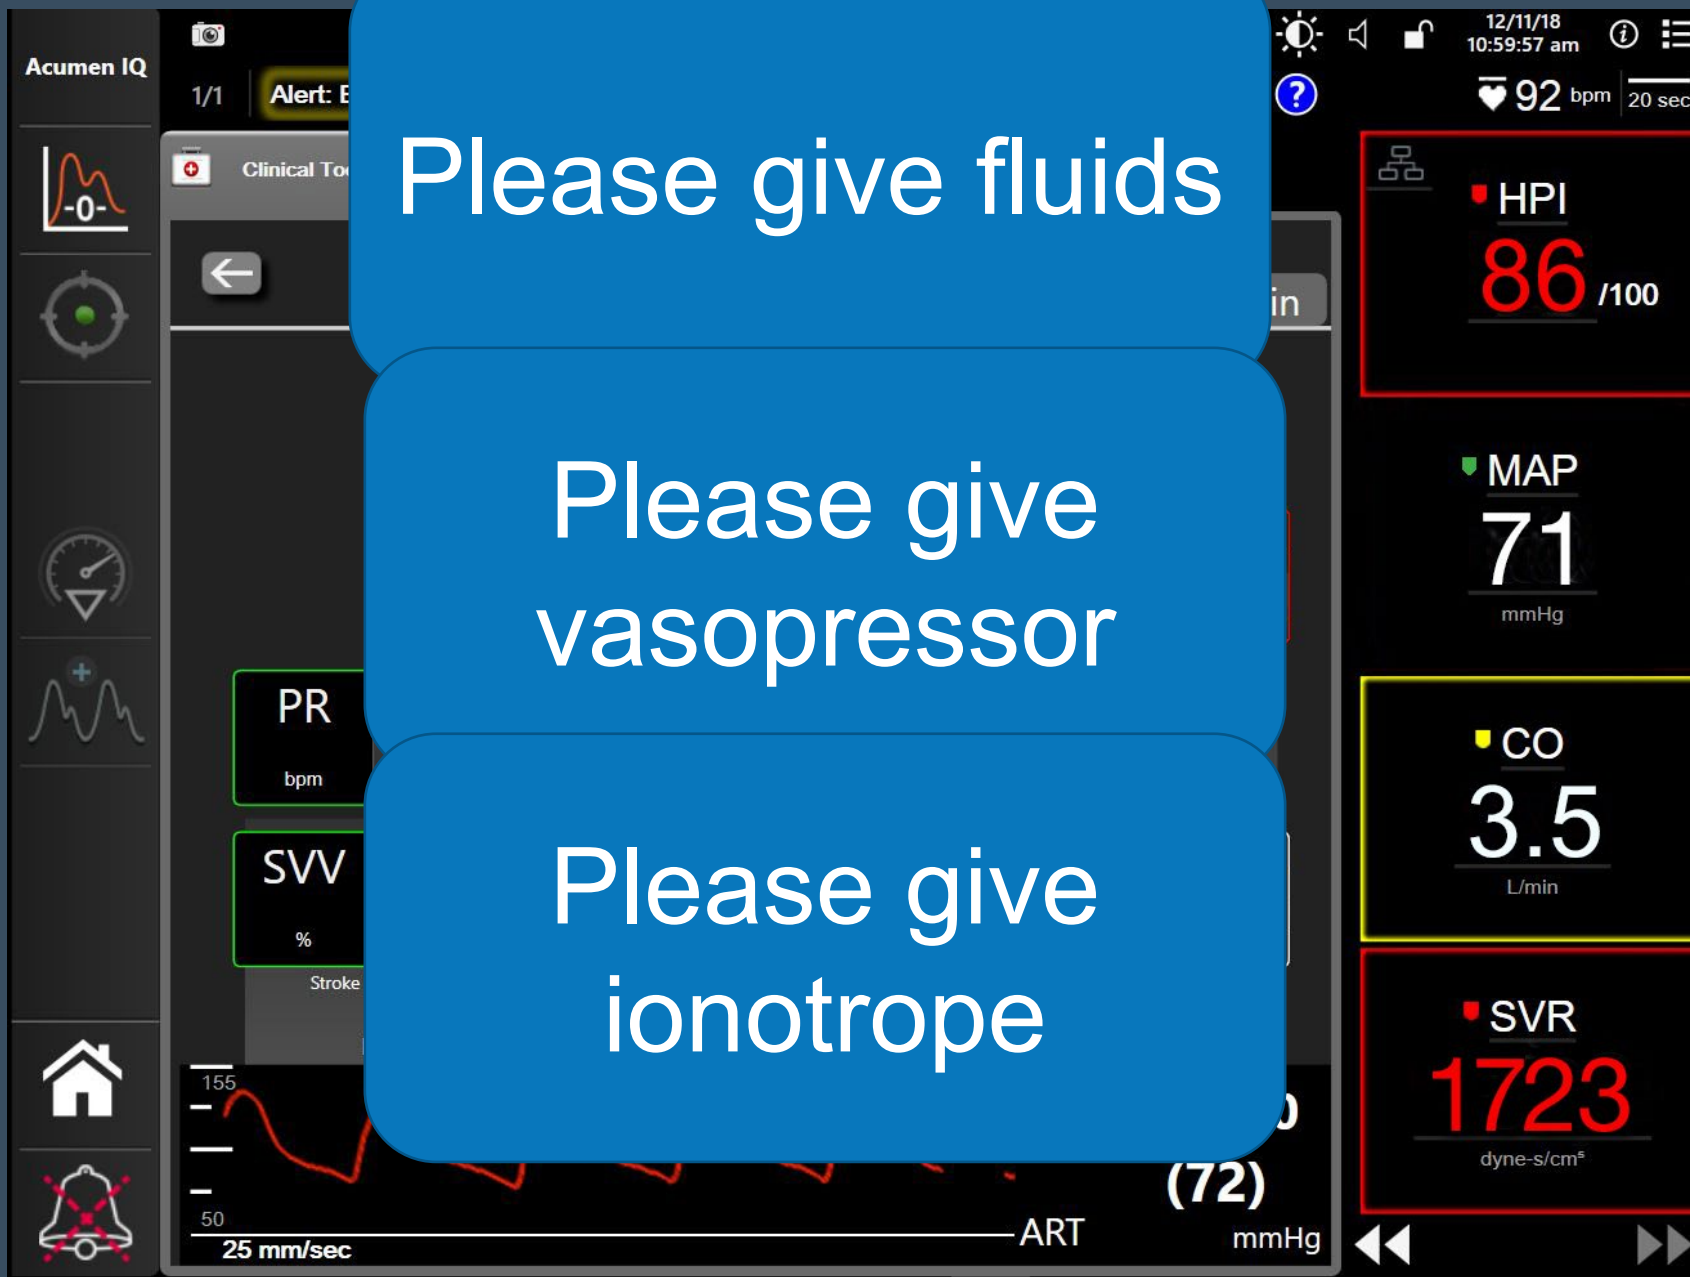 Acumen IQ
12/11/18
10:59:57 am
1/1
Alert:
?
92 bpm
20 sec
Clinical
Please give fluids
in
-0-
HPI
86 /100
Please give
vasopressor
MAP
71
mmHg
PR
bpm
CO
3.5
L/min
SVV
%
Stroke
Please give
ionotrope
SVR
1723
dyne-s/cm⁵
155
50
25 mm/sec
ART
(72)
mmHg